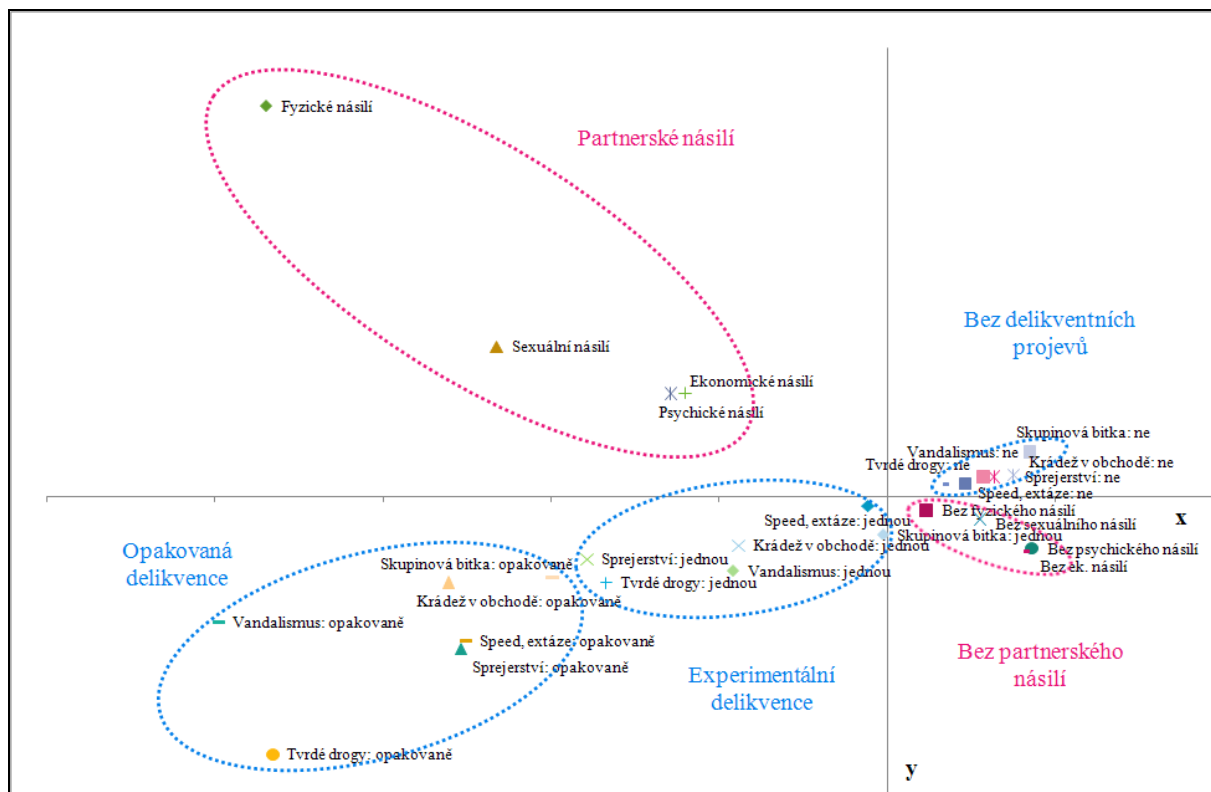 Fyzické násilí
Partnerské násilí
Sexuální násilí
Ekonomické násilí
Psychické násilí
Bez delikventních
projevů
Skupinová bitka: ne
Vandalismus: ne
Krádež v obchodě: ne
Tvrdé drogy: ne
Sprejerství: ne
Speed, extáze: ne
x
Bez fyzického násilí
Speed, extáze: jednou
Bez sexuálního násilí
Skupinová bitka: jednou
Krádež v obchodě: jednou
Bez psychického násilí
Bez ek. násilí
Opakovaná
delikvence
Sprejerství: jednou
Vandalismus: jednou
Tvrdé drogy: jednou
Skupinová bitka: opakovaně
Krádež v obchodě: opakovaně
Vandalismus: opakovaně
Speed, extáze: opakovaně
Sprejerství: opakovaně
Experimentální
delikvence
Bez partnerského
násilí
Tvrdé drogy: opakovaně
y